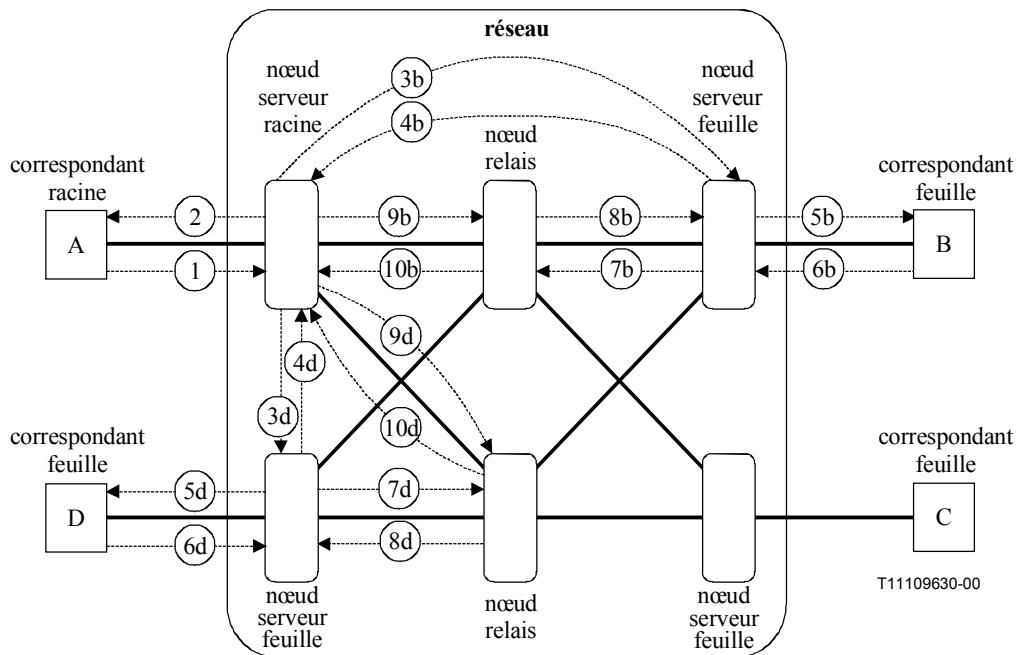 réseau
nœud
serveur
racine
3b
nœud
serveur
feuille
4b
nœud
relais
correspondant
racine
correspondant
feuille
2
9b
8b
5b
A
B
1
10b
7b
6b
9d
4d
3d
10d
correspondant
feuille
correspondant
feuille
5d
7d
D
C
6d
8d
T11109630-00
nœud
serveur
feuille
nœud
relais
nœud
serveur
feuille